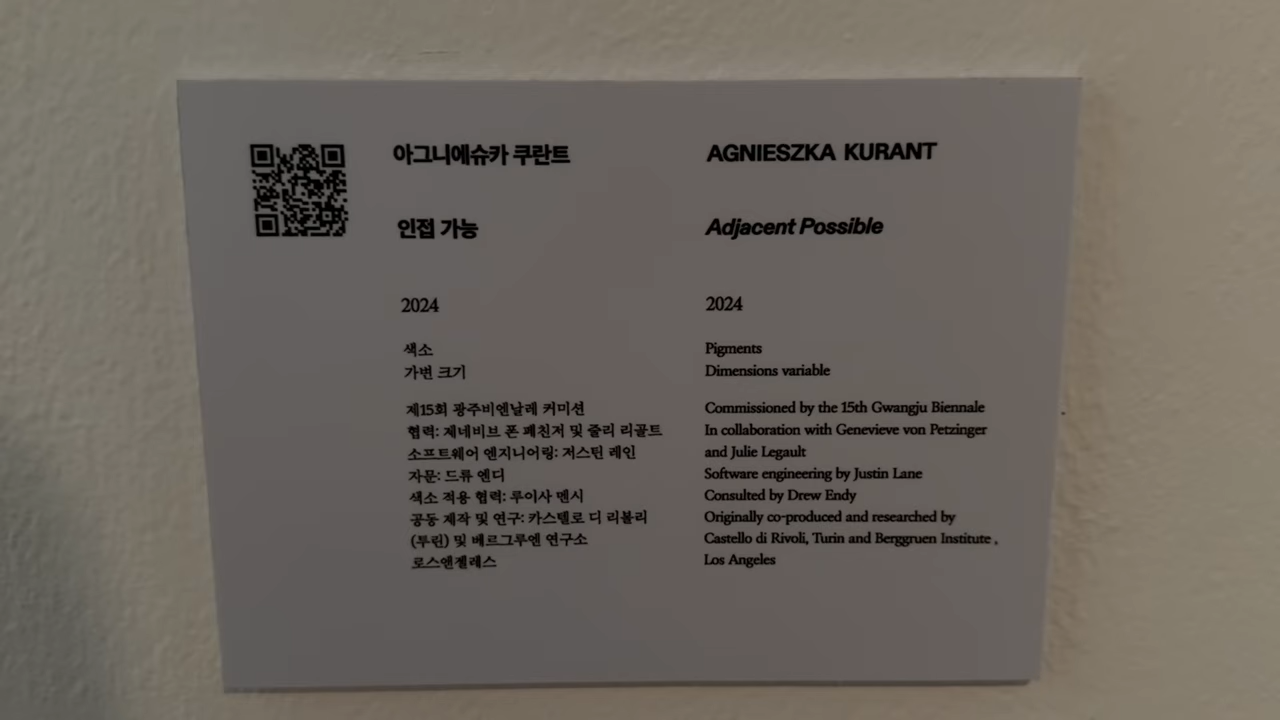 아그니에슈카 쿠란트
인접 가능
2024
색소
가변 크기
제15회 광주비엔날레 커미션
협력: 제네비브 폰 페친저 및 줄리 리골트
소프트웨어 엔지니어링: 저스틴 레인
자문: 드류 엔디
색소 적용 협력: 루이사 멘시
공동 제작 및 연구: 카스텔로 디 리볼리
(투린) 및 베르그루엔 연구소
로스앤젤레스
AGNIESZKA KURANT
Adjacent Possible
2024
Pigments
Dimensions variable
Commissioned by the 15th Gwangju Biennale
In collaboration with Genevieve von Petzinger
and Julie Legault
Software engineering by Justin Lane
Consulted by Drew Endy
Originally co-produced and researched by
Castello di Rivoli, Turin and Berggruen Institute ,
Los Angeles